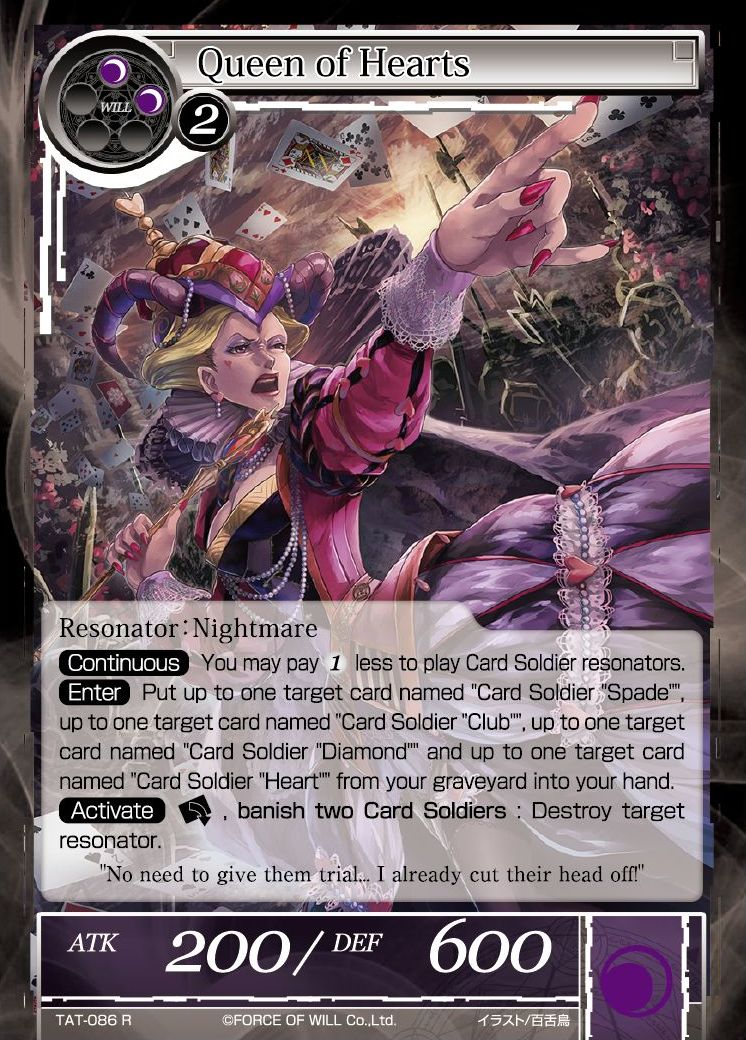 Queen of Hearts
WILL
2
Resonator:Nightmare
Continuous You may pay 1 less to play Card Soldier resonators.
Enter Put up to one target card named "Card Soldier "Spade"",
up to one target card named "Card Soldier "Club"", up to one target
card named "Card Soldier "Diamond"" and up to one target card
named "Card Soldier "Heart"" from your graveyard into your hand.
Activate , banish two Card Soldiers : Destroy target
resonator.
"No need to give them trial... I already cut their head off!"
ATK 200/ DEF 600
TAT-086 R ©FORCE OF WILL Co.,Ltd. イラスト/百舌鳥